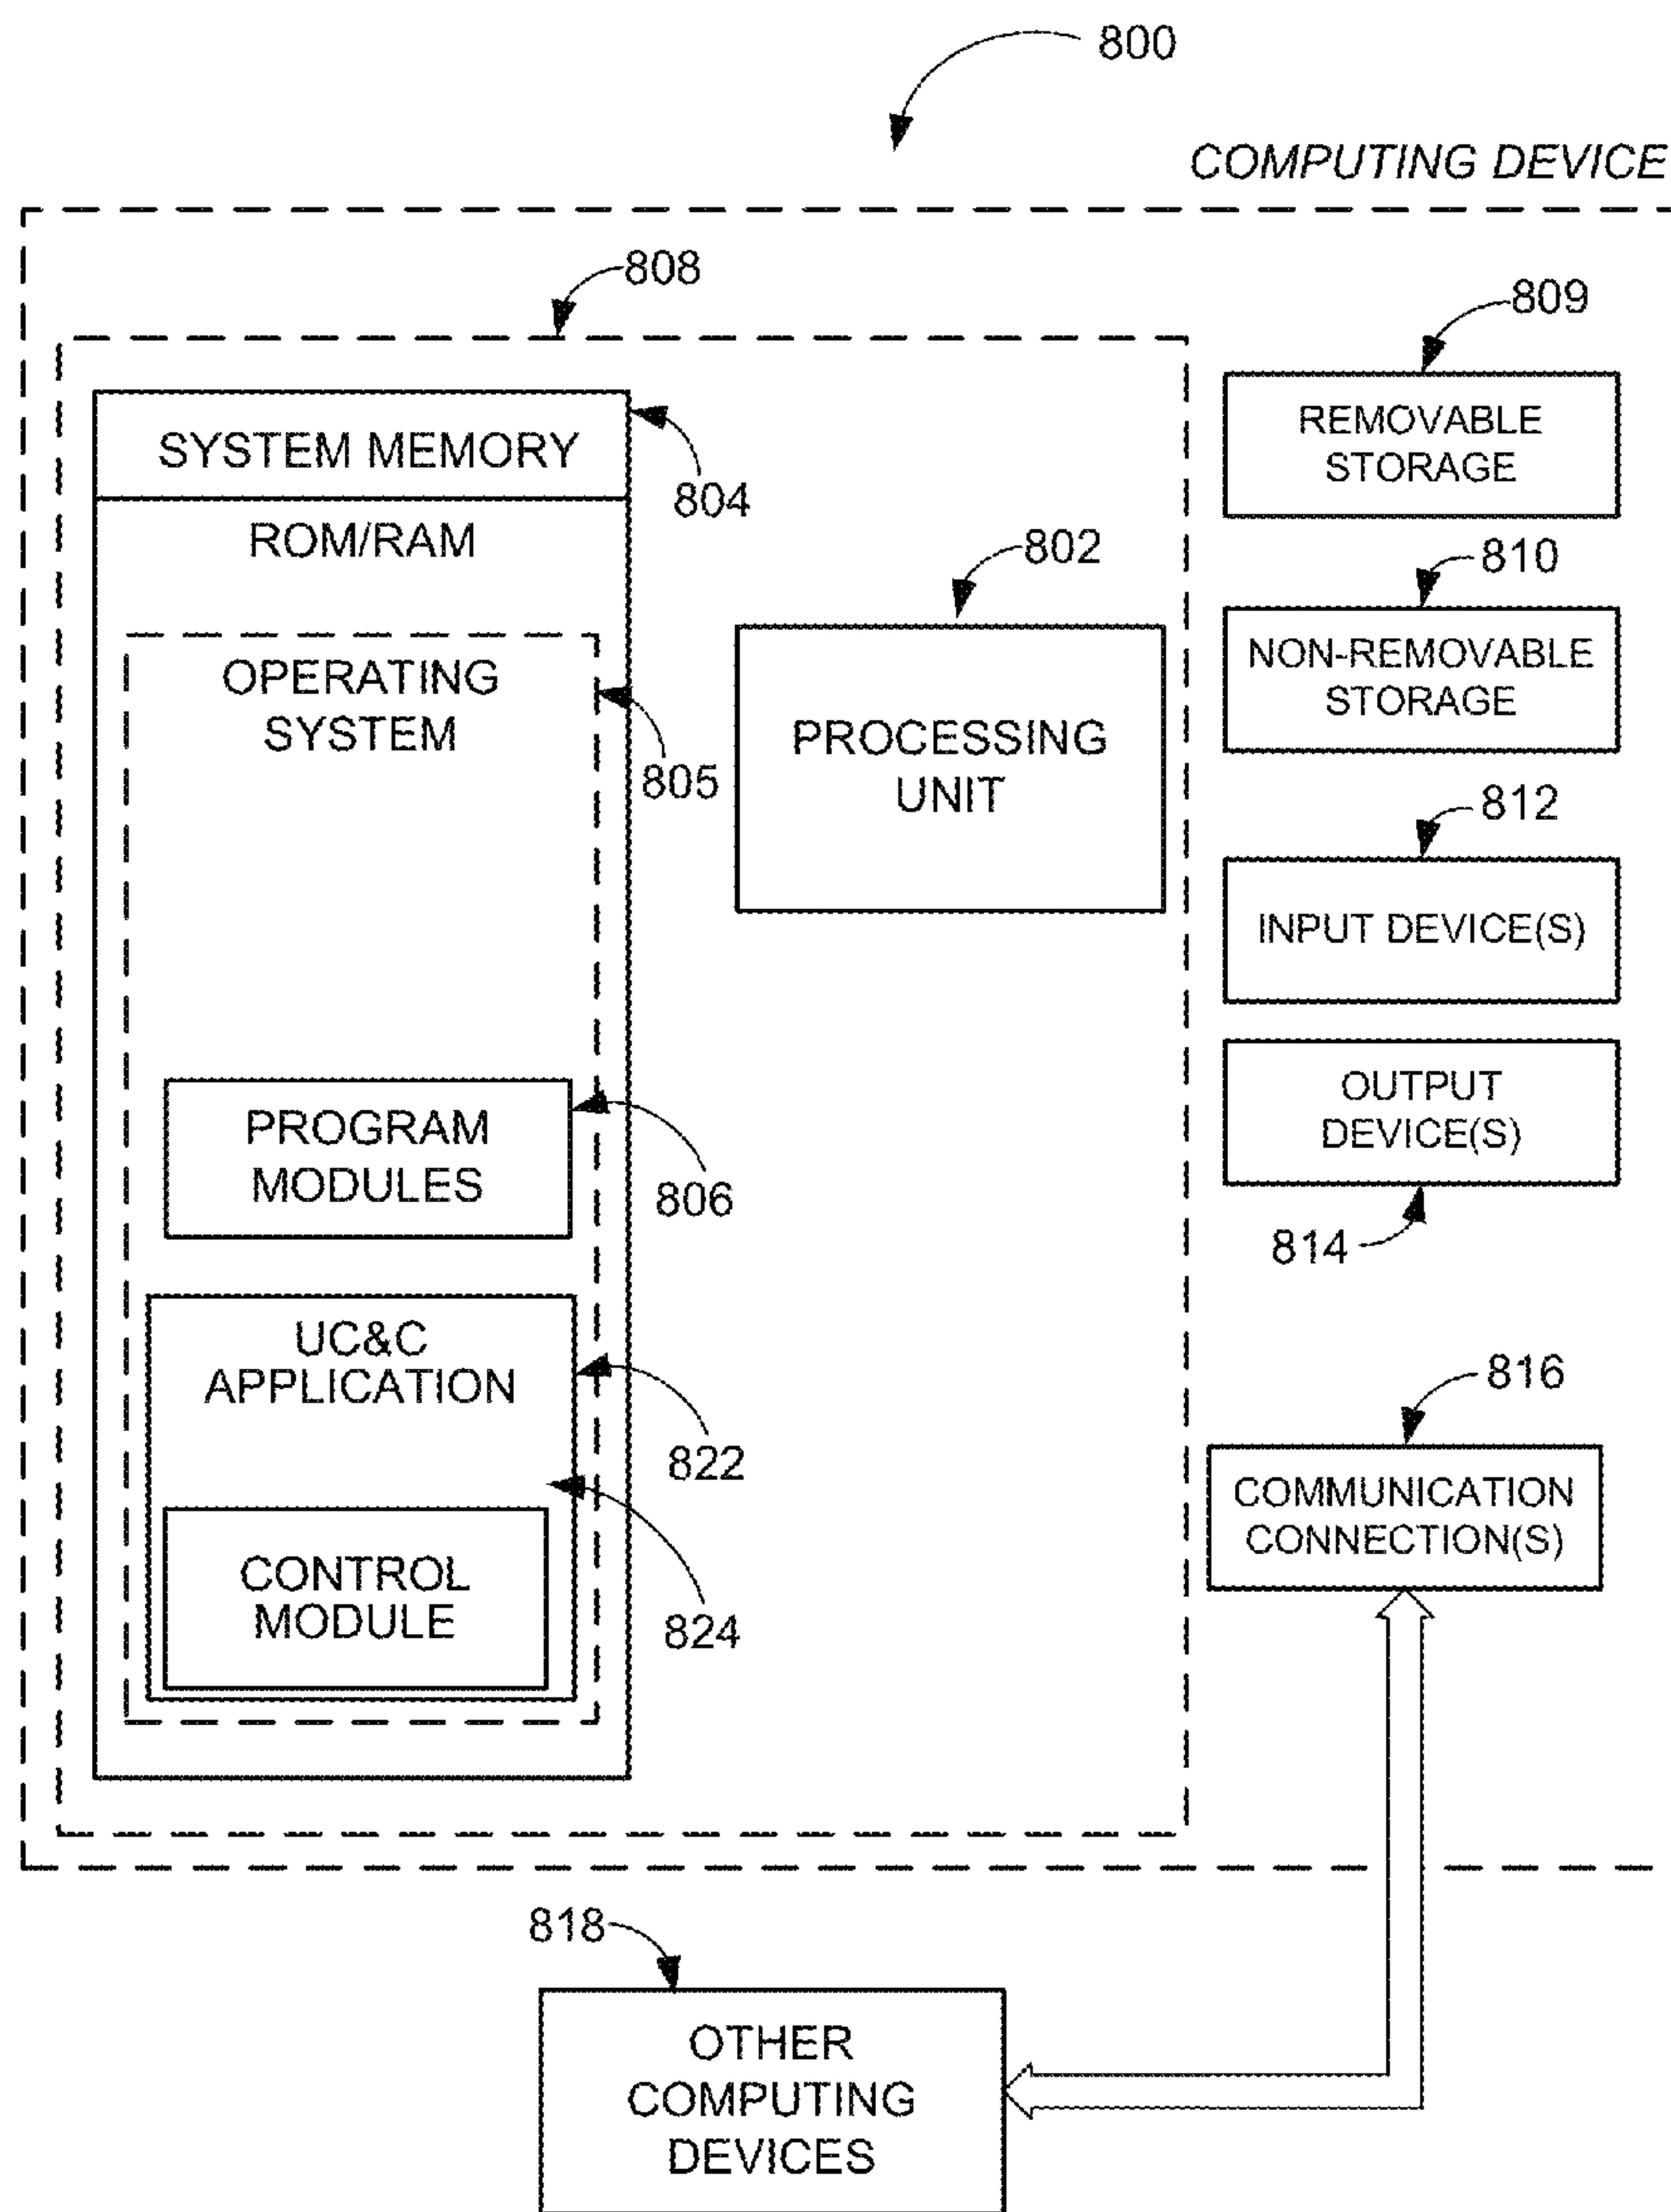 800
COMPUTING DEVICE
808
809
REMOVABLE
STORAGE
SYSTEM MEMORY
804
ROM/RAM
802
810
NON-REMOVABLE
STORAGE
OPERATING
SYSTEM
805
PROCESSING
UNIT
812
INPUT DEVICE(S)
OUTPUT
DEVICE(S)
814
PROGRAM
MODULES
806
UC&C
APPLICATION
822
816
COMMUNICATION
CONNECTION(S)
CONTROL
MODULE
824
818
OTHER
COMPUTING
DEVICES